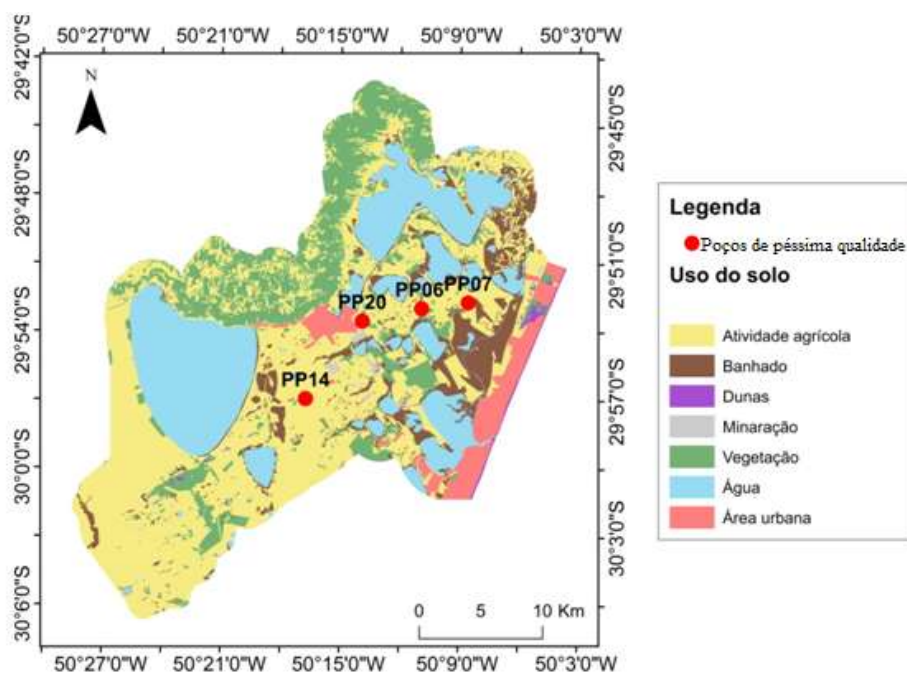 50°27'0"W 50°21'0"W 50°15'0"W 50°9'0"W 50°3'0"W
29°42'0"S
N
29°45'0"S
29°48'0"S
Legenda
Poços de péssima qualidade
29°51'0"S
Uso do solo
PP20 PP06 PP07
29°54'0"S
Atividade agrícola
Banhado
PP14
29°57'0"S
Dunas
Minaração
Vegetação
30°0'0"S
Água
Área urbana
30°3'0"S
30°6'0"S
0 5 10 Km
50°27'0"W 50°21'0"W 50°15'0"W 50°9'0"W 50°3'0"W